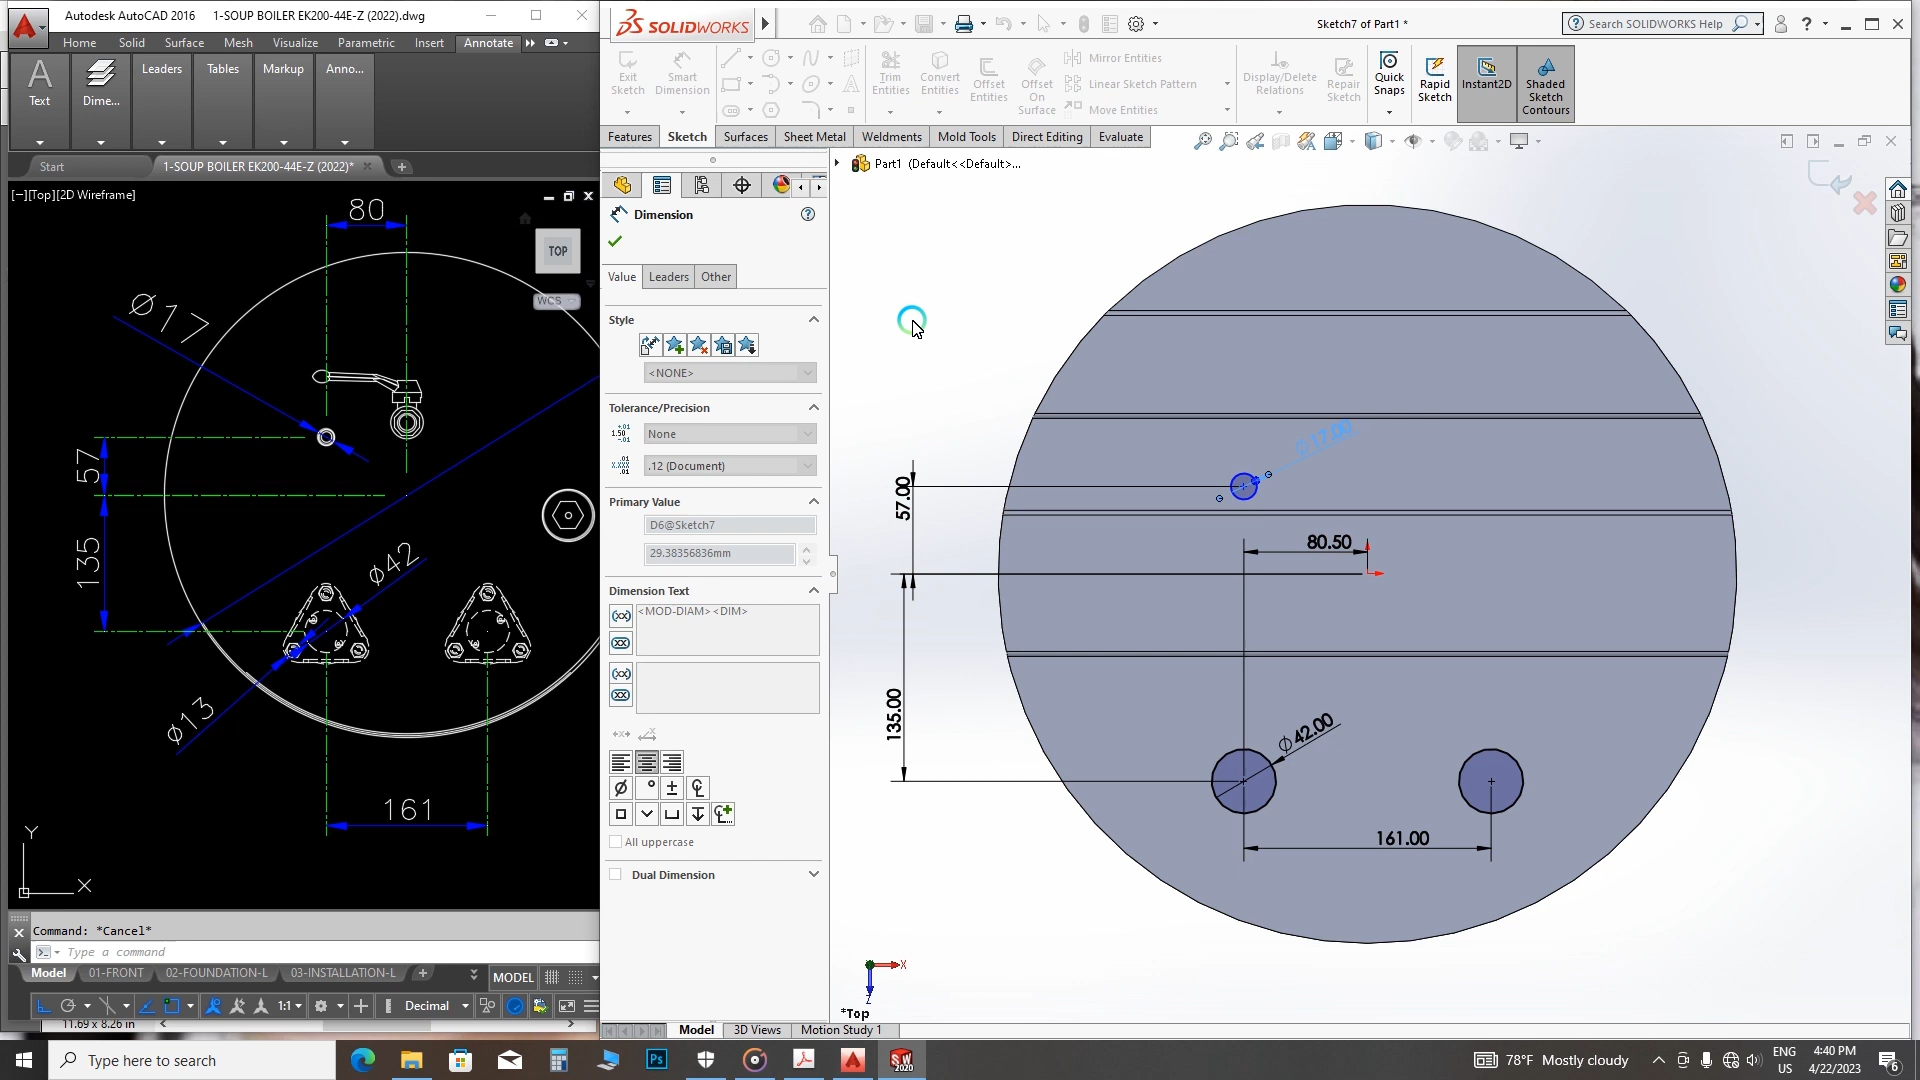 Autodesk AutoCAD 2016   1-SOUP BOILER EK200-44E-Z (2022).dwg
Home Solid Surface Mesh Visualize Parametric Insert Annotate
A
Text
Dime...
Leaders
Tables
Markup
Anno...
Start
1-SOUP BOILER EK200-44E-Z (2022)*
[−][Top][2D Wireframe]
80
TOP
WCS
Ø17
57
135
Ø42
Ø13
161
Y
X
Command: *Cancel*
Type a command
Model 01-FRONT 02-FOUNDATION-L 03-INSTALLATION-L +
MODEL
1:1
Decimal
11.69 x 8.26 in
SOLIDWORKS
Sketch7 of Part1 *
Search SOLIDWORKS Help
Exit Sketch
Smart Dimension
Trim Entities
Convert Entities
Offset Entities
Offset On Surface
Mirror Entities
Linear Sketch Pattern
Move Entities
Display/Delete Relations
Repair Sketch
Quick Snaps
Rapid Sketch
Instant2D
Shaded Sketch Contours
Features Sketch Surfaces Sheet Metal Weldments Mold Tools Direct Editing Evaluate
Part1 (Default<<Default>...
Dimension
Value Leaders Other
Style
<NONE>
Tolerance/Precision
None
.12 (Document)
Primary Value
D6@Sketch7
29.38356836mm
Dimension Text
<MOD-DIAM><DIM>
All uppercase
Dual Dimension
Ø17.00
57.00
80.50
135.00
Ø42.00
161.00
X
Z
*Top
Model 3D Views Motion Study 1
Type here to search
78°F Mostly cloudy
ENG
US
4:40 PM
4/22/2023
6